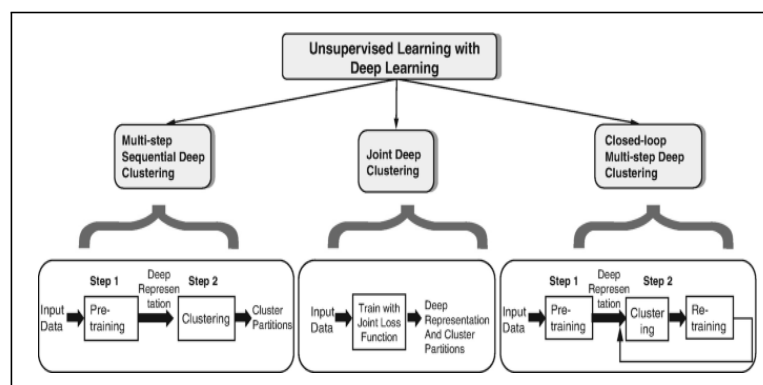 Unsupervised Learning with
Deep Learning
Multi-step
Sequential Deep
Clustering
Joint Deep
Clustering
Closed-loop
Multi-step Deep
Clustering
Step 1
Deep
Represen
tation
Step 2
Input
Data
Pre-
training
Clustering
Cluster
Partitions
Input
Data
Train with
Joint Loss
Function
Deep
Representation
And Cluster
Partitions
Step 1
Deep
Represen
tation
Step 2
Input
Data
Pre-
training
Cluster
ing
Re-
training